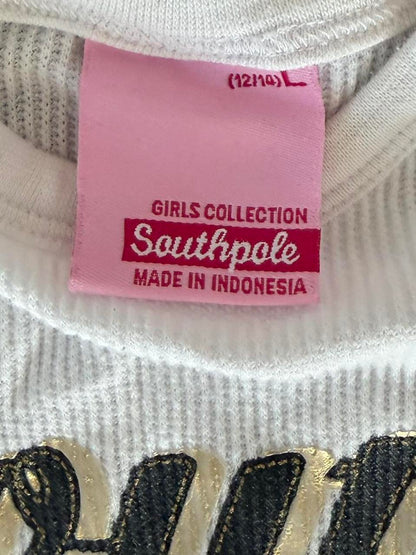 (12/14) L
GIRLS COLLECTION
Southpole
MADE IN INDONESIA